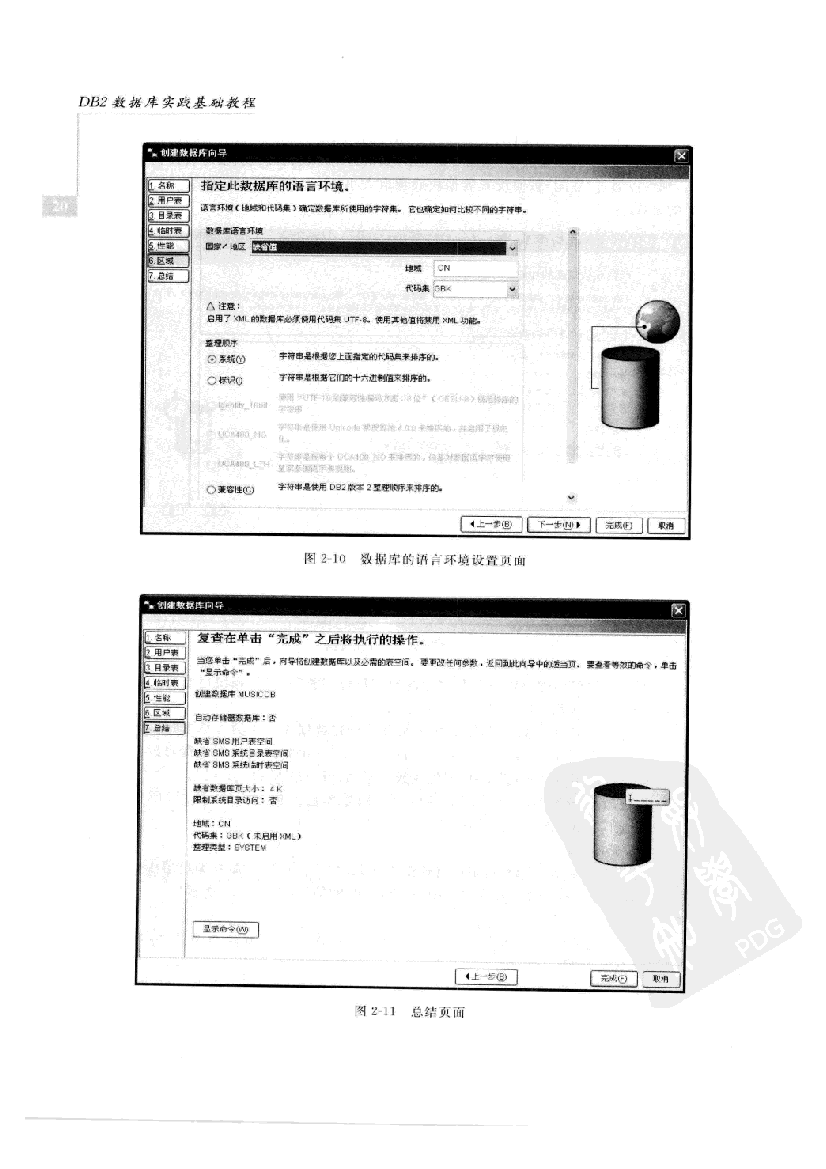 DB2 数据库实践基础教程
20
创建数据库向导
1. 名称
2. 用户表
3. 目录表
4. 临时表
5. 性能
6. 区域
7. 总结
指定此数据库的语言环境。
语言环境(地域和代码集)确定数据库所使用的字符集。 它也确定如何比较不同的字符串。
数据库语言环境
国家/地区 缺省值
地域 CN
代码集 GBK
注意:
启用了 XML 的数据库必须使用代码集 UTF-8。使用其他值将禁用 XML 功能。
整理顺序
系统(Y) 字符串是根据您上面指定的代码集来排序的。
标识(I) 字符串是根据它们的十六进制值来排序的。
兼容性(C) 字符串是使用 DB2 版本 2 整理顺序来排序的。
上一步(B) 下一步(N) 完成(F) 取消
图 2-10 数据库的语言环境设置页面
创建数据库向导
1. 名称
2. 用户表
3. 目录表
4. 临时表
5. 性能
6. 区域
7. 总结
复查在单击“完成”之后将执行的操作。
当您单击“完成”后,向导将创建数据库以及必需的表空间。 要更改任何参数,返回到此向导中的适当页。 要查看等效的命令,单击
“显示命令”。
创建数据库 MUSICDB
自动存储器数据库:否
缺省 SMS 用户表空间
缺省 SMS 系统目录表空间
缺省 SMS 系统临时表空间
缺省数据库页大小:4 K
限制系统目录访问:否
地域:CN
代码集:GBK(未启用 XML)
整理类型:SYSTEM
显示命令(W)
上一步(B) 完成(F) 取消
图 2-11 总结页面
PDG